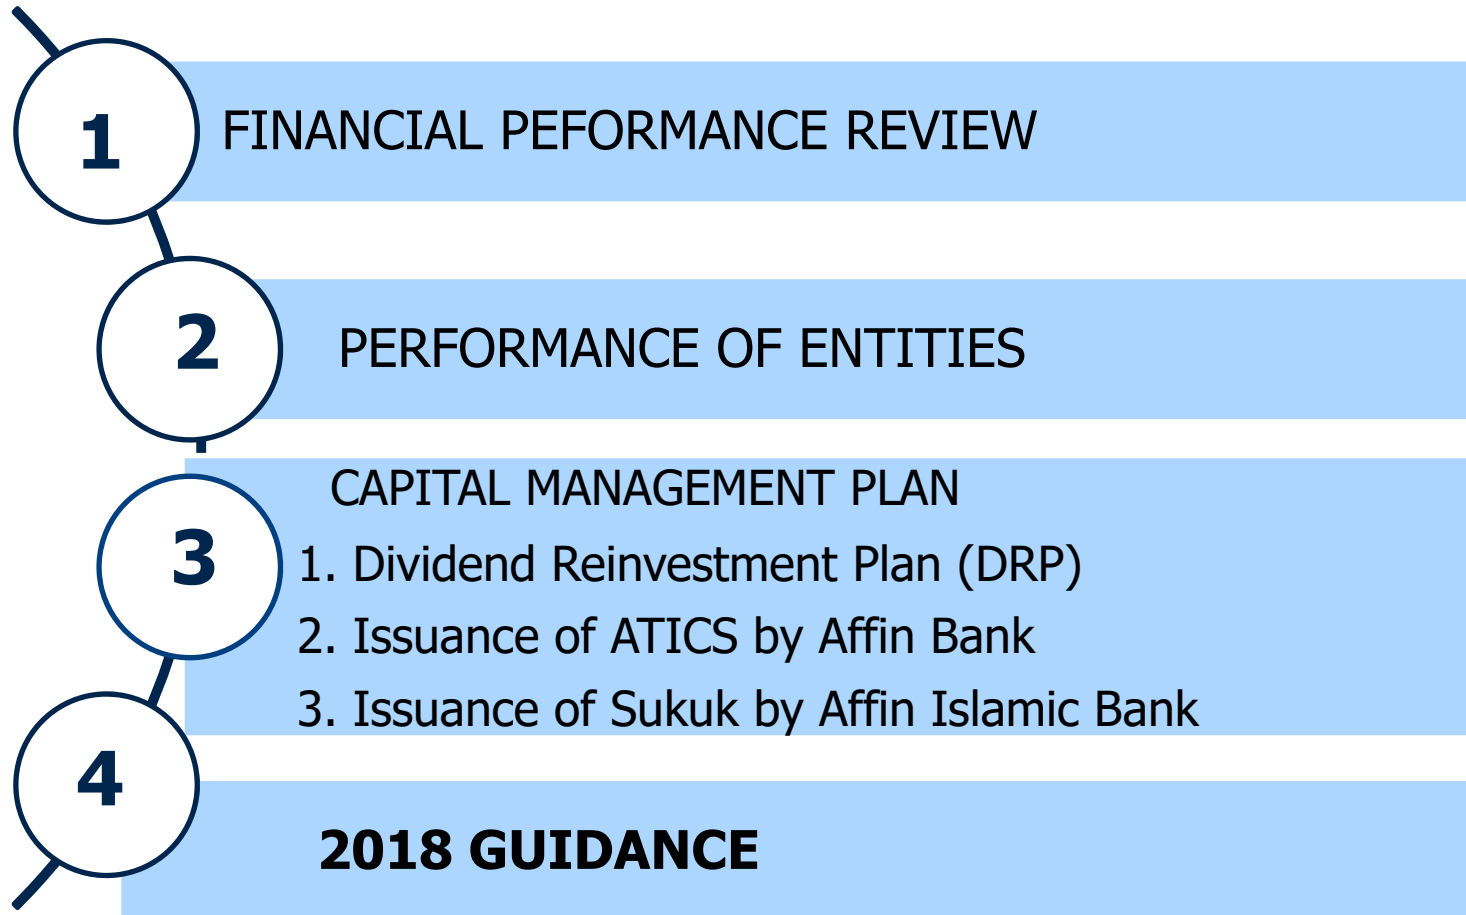 1
FINANCIAL PEFORMANCE REVIEW
2
PERFORMANCE OF ENTITIES
3
CAPITAL MANAGEMENT PLAN
1. Dividend Reinvestment Plan (DRP)
2. Issuance of ATICS by Affin Bank
3. Issuance of Sukuk by Affin Islamic Bank
4
2018 GUIDANCE